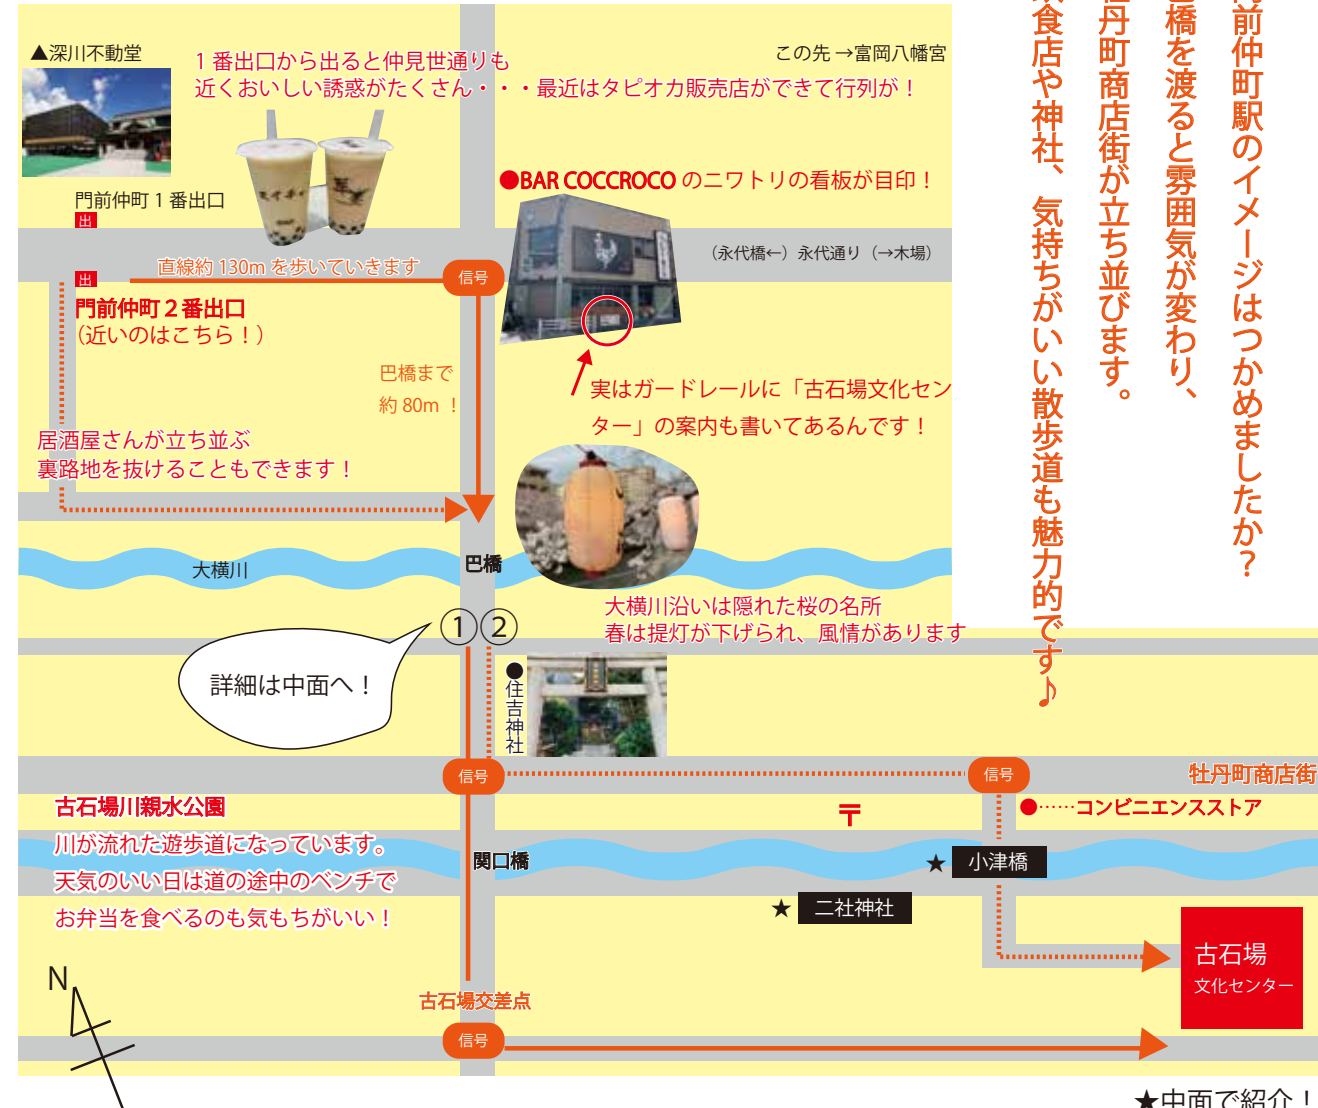 門前仲町駅のイメージはつかめましたか？
橋を渡ると雰囲気が変わり、
丹町商店街が立ち並びます。
食店や神社、気持ちがいい散歩道も魅力的です♪
▲深川不動堂
1番出口から出ると仲見世通りも
近くおいしい誘惑がたくさん・・・最近はタピオカ販売店ができて行列が！
この先→富岡八幡宮
●BAR COCCROCO のニワトリの看板が目印！
門前仲町1番出口
出
（永代橋←）永代通り（→木場）
直線約130mを歩いていきます
信号
出
門前仲町2番出口
（近いのはこちら！）
巴橋まで
約80m！
実はガードレールに「古石場文化セン
ター」の案内も書いてあるんです！
居酒屋さんが立ち並ぶ
裏路地を抜けることもできます！
大横川
巴橋
大横川沿いは隠れた桜の名所
春は提灯が下げられ、風情があります
①②
詳細は中面へ！
●住吉神社
信号
信号
牡丹町商店街
古石場川親水公園
川が流れた遊歩道になっています。
天気のいい日は道の途中のベンチで
お弁当を食べるのも気もちがいい！
〒
●……コンビニエンスストア
関口橋
★ 小津橋
★ 二社神社
古石場
文化センター
N
古石場交差点
信号
★中面で紹介！